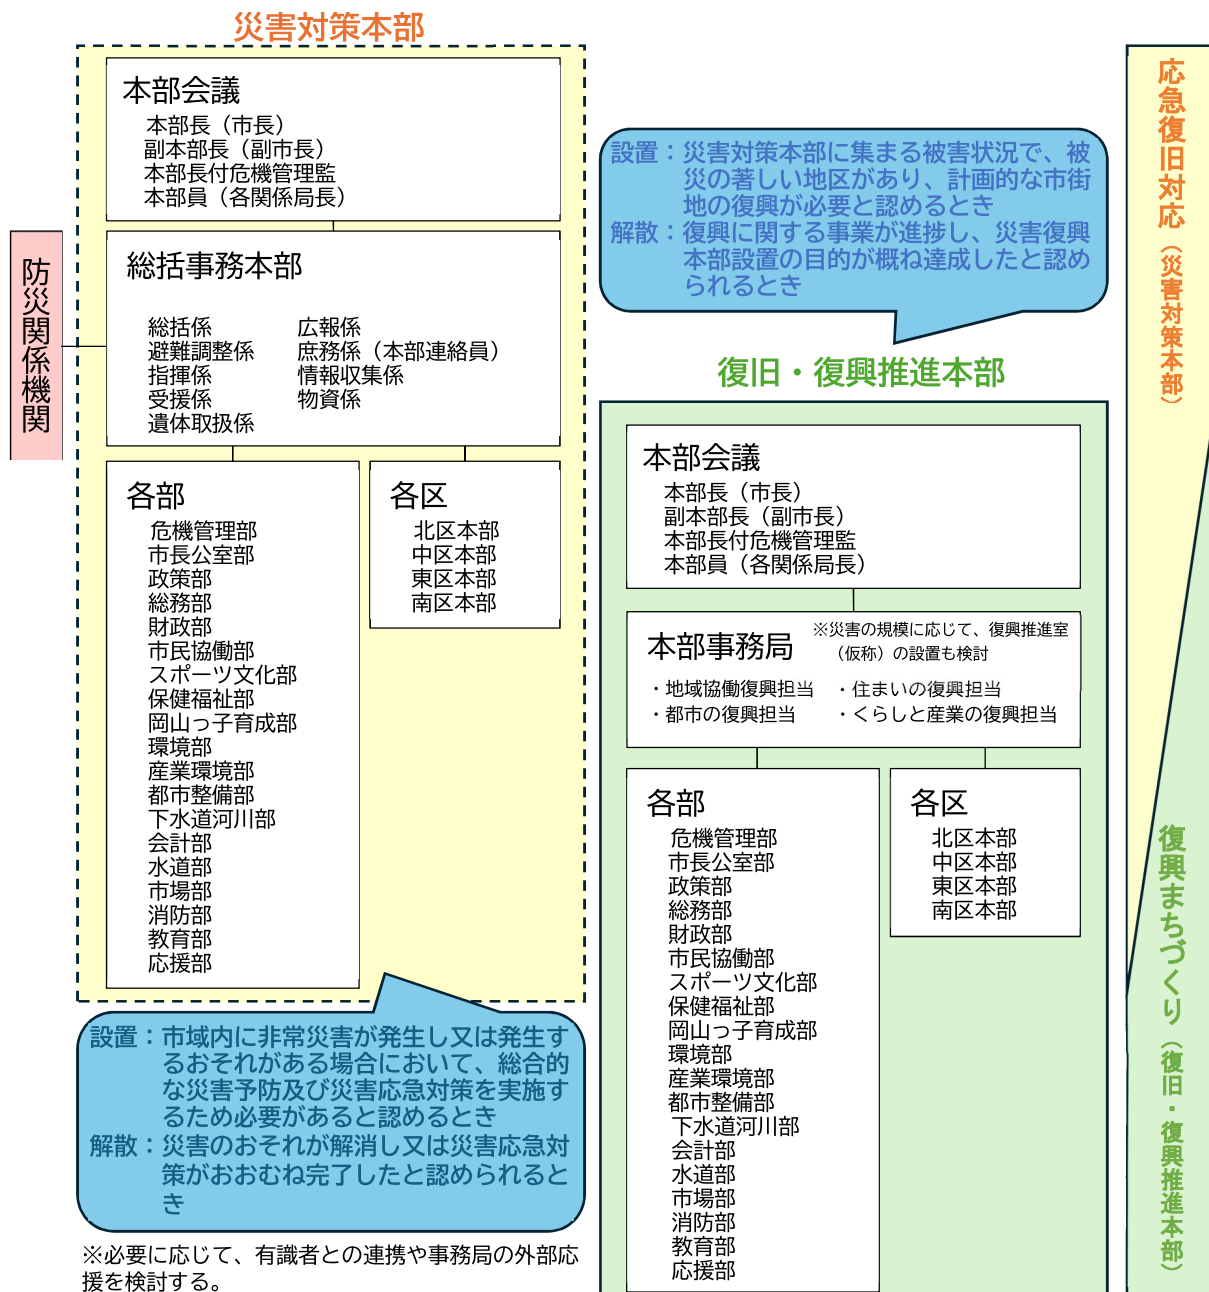 災害対策本部
本部会議
本部長（市長）
副本部長（副市長）
本部長付危機管理監
本部員（各関係局長）
防災関係機関
総括事務本部
総括係
避難調整係
指揮係
受援係
遺体取扱係
広報係
庶務係（本部連絡員）
情報収集係
物資係
各部
危機管理部
市長公室部
政策部
総務部
財政部
市民協働部
スポーツ文化部
保健福祉部
岡山っ子育成部
環境部
産業環境部
都市整備部
下水道河川部
会計部
水道部
市場部
消防部
教育部
応援部
各区
北区本部
中区本部
東区本部
南区本部
設置：市域内に非常災害が発生し又は発生す
るおそれがある場合において、総合的
な災害予防及び災害応急対策を実施す
るため必要があると認めるとき
解散：災害のおそれが解消し又は災害応急対
策がおおむね完了したと認められると
き
※必要に応じて、有識者との連携や事務局の外部応
援を検討する。
設置：災害対策本部に集まる被害状況で、被
災の著しい地区があり、計画的な市街
地の復興が必要と認めるとき
解散：復興に関する事業が進捗し、災害復興
本部設置の目的が概ね達成したと認め
られるとき
復旧・復興推進本部
本部会議
本部長（市長）
副本部長（副市長）
本部長付危機管理監
本部員（各関係局長）
本部事務局
※災害の規模に応じて、復興推進室
（仮称）の設置も検討
・地域協働復興担当
・都市の復興担当
・住まいの復興担当
・くらしと産業の復興担当
各部
危機管理部
市長公室部
政策部
総務部
財政部
市民協働部
スポーツ文化部
保健福祉部
岡山っ子育成部
環境部
産業環境部
都市整備部
下水道河川部
会計部
水道部
市場部
消防部
教育部
応援部
各区
北区本部
中区本部
東区本部
南区本部
応急復旧対応（災害対策本部）
復興まちづくり（復旧・復興推進本部）